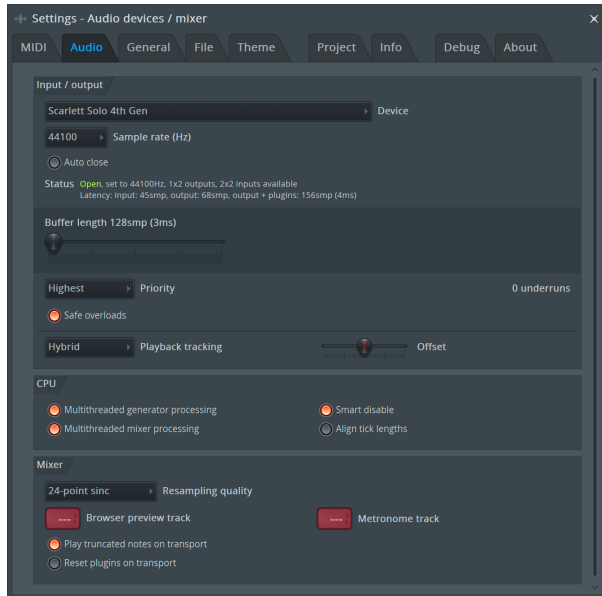 Settings - Audio devices / mixer
MIDI Audio General File Theme Project Info Debug About
Input / output
Scarlett Solo 4th Gen Device
44100 Sample rate (Hz)
Auto close
Status Open, set to 44100Hz, 1x2 outputs, 2x2 inputs available
Latency: input: 45smp, output: 68smp, output + plugins: 156smp (4ms)
Buffer length 128smp (3ms)
Highest Priority 0 underruns
Safe overloads
Hybrid Playback tracking Offset
CPU
Multithreaded generator processing Smart disable
Multithreaded mixer processing Align tick lengths
Mixer
24-point sinc Resampling quality
--- Browser preview track --- Metronome track
Play truncated notes on transport
Reset plugins on transport